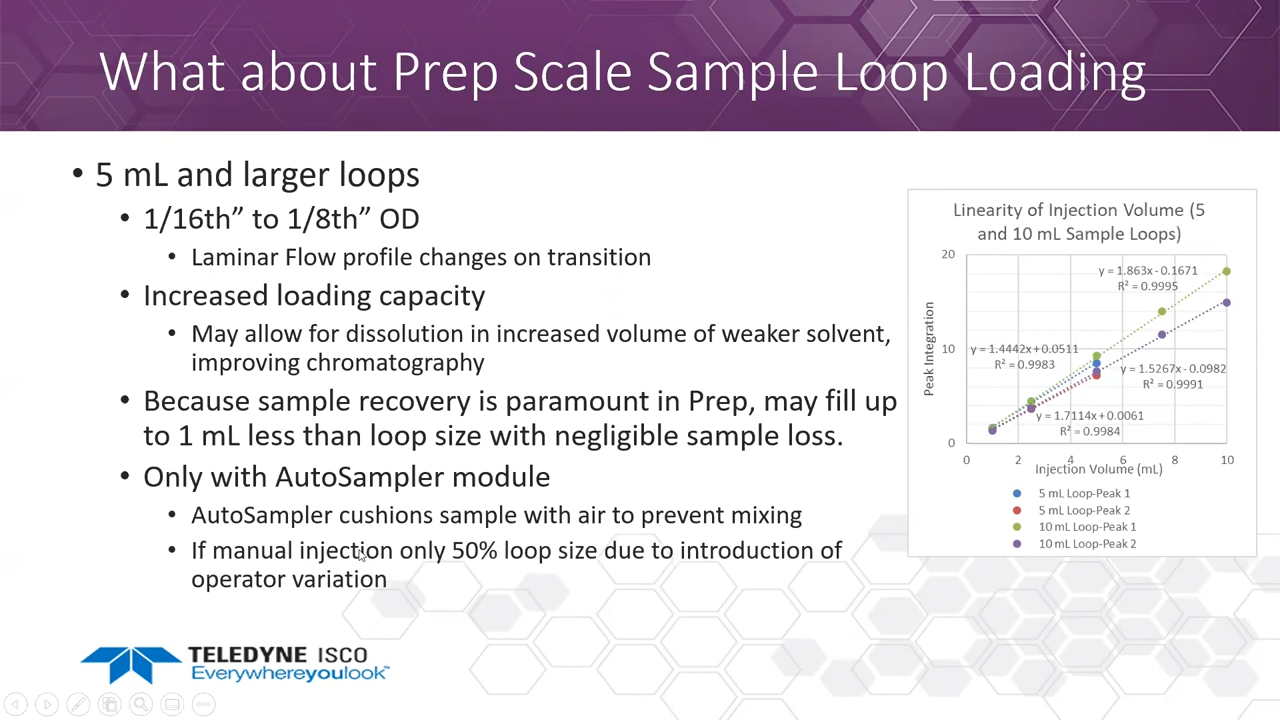 What about Prep Scale Sample Loop Loading
• 5 mL and larger loops
• 1/16th” to 1/8th” OD
• Laminar Flow profile changes on transition
• Increased loading capacity
• May allow for dissolution in increased volume of weaker solvent,
improving chromatography
• Because sample recovery is paramount in Prep, may fill up
to 1 mL less than loop size with negligible sample loss.
• Only with AutoSampler module
• AutoSampler cushions sample with air to prevent mixing
• If manual injection only 50% loop size due to introduction of
operator variation
Linearity of Injection Volume (5
and 10 mL Sample Loops)
Peak Integration
20
10
0
y = 1.863x - 0.1671
R² = 0.9995
y = 1.4442x + 0.0511
R² = 0.9983
y = 1.5267x - 0.0982
R² = 0.9991
y = 1.7114x + 0.0061
R² = 0.9984
0 2 4 6 8 10
Injection Volume (mL)
5 mL Loop-Peak 1
5 mL Loop-Peak 2
10 mL Loop-Peak 1
10 mL Loop-Peak 2
TELEDYNE ISCO
Everywhereyoulook™